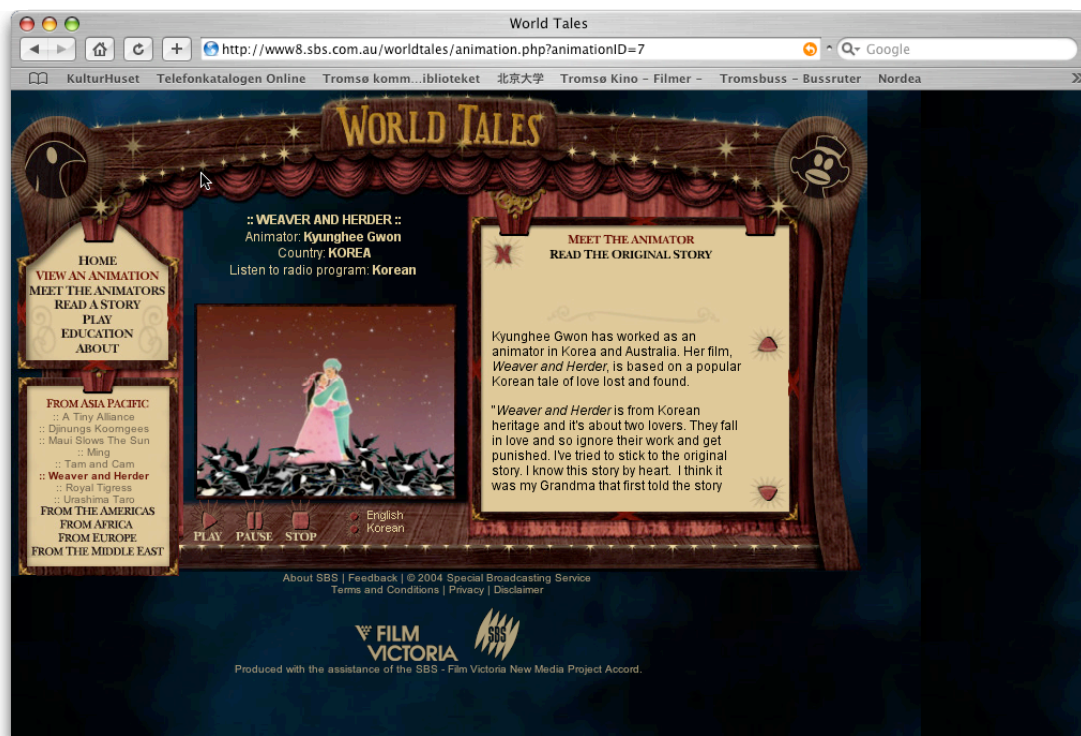 World Tales
http://www8.sbs.com.au/worldtales/animation.php?animationID=7
Google
KulturHuset Telefonkatalogen Online Tromsø komm...iblioteket 北京大学 Tromsø Kino – Filmer – Tromsbuss – Bussruter Nordea
WORLD TALES
HOME
VIEW AN ANIMATION
MEET THE ANIMATORS
READ A STORY
PLAY
EDUCATION
ABOUT
FROM ASIA PACIFIC
:: A Tiny Alliance
:: Djinungs Koorngees
:: Maui Slows The Sun
:: Ming
:: Tam and Cam
:: Weaver and Herder
:: Royal Tigress
:: Urashima Taro
FROM THE AMERICAS
FROM AFRICA
FROM EUROPE
FROM THE MIDDLE EAST
:: WEAVER AND HERDER ::
Animator: Kyunghee Gwon
Country: KOREA
Listen to radio program: Korean
PLAY PAUSE STOP
English
Korean
MEET THE ANIMATOR
READ THE ORIGINAL STORY
Kyunghee Gwon has worked as an
animator in Korea and Australia. Her film,
Weaver and Herder, is based on a popular
Korean tale of love lost and found.
"Weaver and Herder is from Korean
heritage and it's about two lovers. They fall
in love and so ignore their work and get
punished. I've tried to stick to the original
story. I know this story by heart. I think it
was my Grandma that first told the story
About SBS | Feedback | © 2004 Special Broadcasting Service
Terms and Conditions | Privacy | Disclaimer
FILM
VICTORIA
SBS
Produced with the assistance of the SBS - Film Victoria New Media Project Accord.